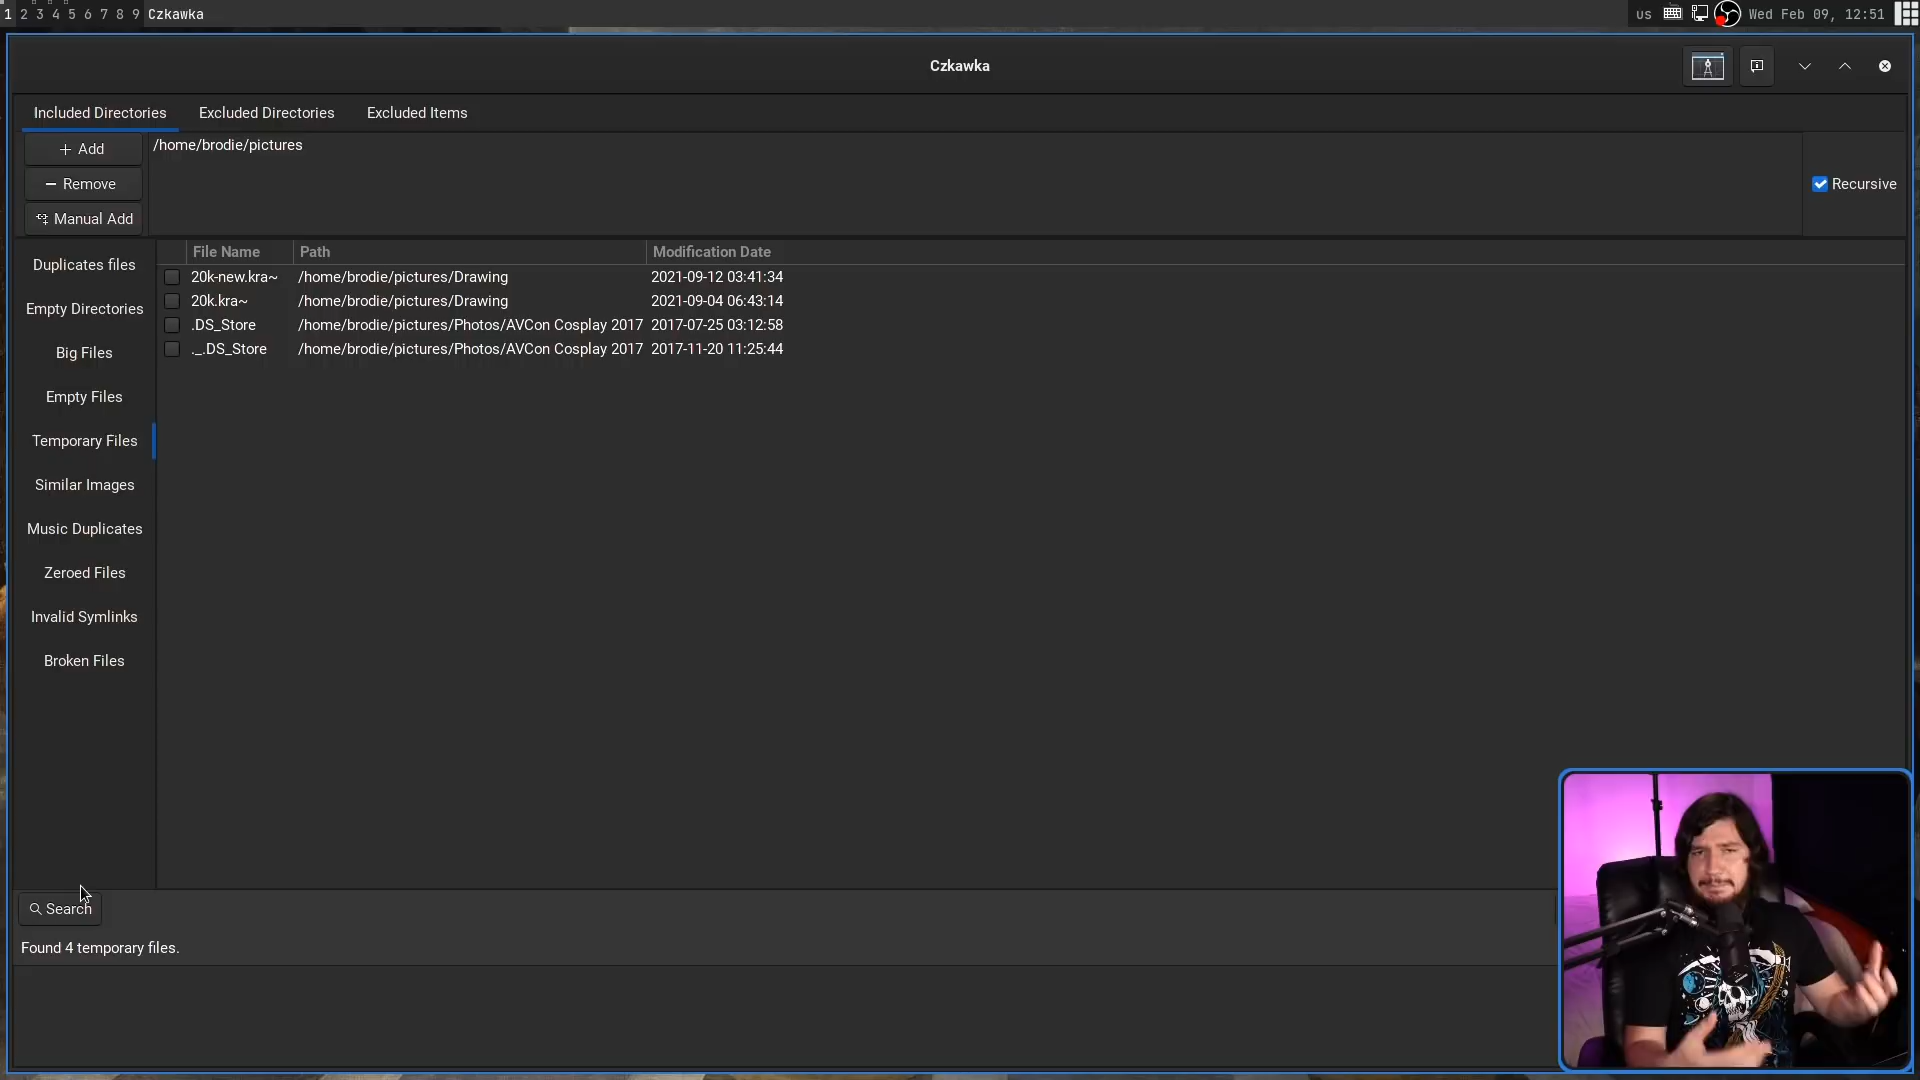 1 2 3 4 5 6 7 8 9 Czkawka us Wed Feb 09, 12:51
Czkawka
Included Directories Excluded Directories Excluded Items
Add /home/brodie/pictures
Remove Recursive
Manual Add
File Name Path Modification Date
Duplicates files
20k-new.kra~ /home/brodie/pictures/Drawing 2021-09-12 03:41:34
20k.kra~ /home/brodie/pictures/Drawing 2021-09-04 06:43:14
Empty Directories
.DS_Store /home/brodie/pictures/Photos/AVCon Cosplay 2017 2017-07-25 03:12:58
._.DS_Store /home/brodie/pictures/Photos/AVCon Cosplay 2017 2017-11-20 11:25:44
Big Files
Empty Files
Temporary Files
Similar Images
Music Duplicates
Zeroed Files
Invalid Symlinks
Broken Files
Search
Found 4 temporary files.